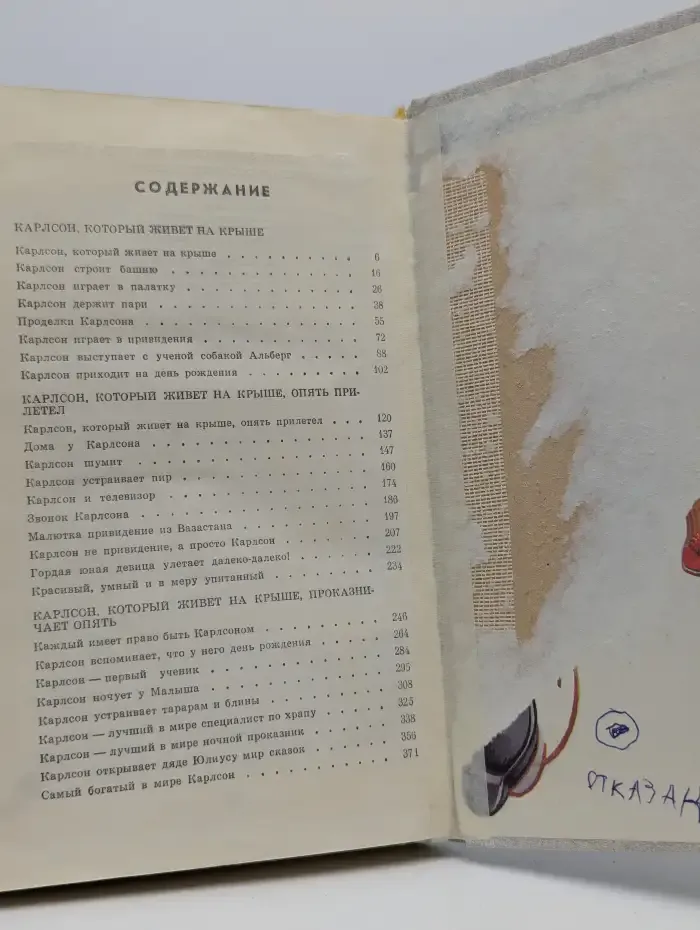 СОДЕРЖАНИЕ
КАРЛСОН, КОТОРЫЙ ЖИВЕТ НА КРЫШЕ
Карлсон, который живет на крыше . . . . . . . . . . 6
Карлсон строит башню . . . . . . . . . . . . . 16
Карлсон играет в палатку . . . . . . . . . . . . 26
Карлсон держит пари . . . . . . . . . . . . . . 38
Проделки Карлсона . . . . . . . . . . . . . . 55
Карлсон играет в привидения . . . . . . . . . . . 72
Карлсон выступает с ученой собакой Альберг . . . . . 88
Карлсон приходит на день рождения . . . . . . . . . 102
КАРЛСОН, КОТОРЫЙ ЖИВЕТ НА КРЫШЕ, ОПЯТЬ ПРИ-
ЛЕТЕЛ
Карлсон, который живет на крыше, опять прилетел . . . 120
Дома у Карлсона . . . . . . . . . . . . . . . 137
Карлсон шумит . . . . . . . . . . . . . . . 147
Карлсон устраивает пир . . . . . . . . . . . . . 160
Карлсон и телевизор . . . . . . . . . . . . . . 174
Звонок Карлсона . . . . . . . . . . . . . . . 186
Малютка привидение из Вазастана . . . . . . . . . 197
Карлсон не привидение, а просто Карлсон . . . . . . 207
Гордая юная девица улетает далеко-далеко! . . . . . . 222
Красивый, умный и в меру упитанный . . . . . . . . 234
КАРЛСОН, КОТОРЫЙ ЖИВЕТ НА КРЫШЕ, ПРОКАЗНИ-
ЧАЕТ ОПЯТЬ
Каждый имеет право быть Карлсоном . . . . . . . . 246
Карлсон вспоминает, что у него день рождения . . . . . 264
Карлсон — первый ученик . . . . . . . . . . . . 284
Карлсон ночует у Малыша . . . . . . . . . . . . 295
Карлсон устраивает тарарам и блины . . . . . . . . 308
Карлсон — лучший в мире специалист по храпу . . . . . 325
Карлсон — лучший в мире ночной проказник . . . . . . 338
Карлсон открывает дяде Юлиусу мир сказок . . . . . . 356
Самый богатый в мире Карлсон . . . . . . . . . . 371
ОТКАЗАН